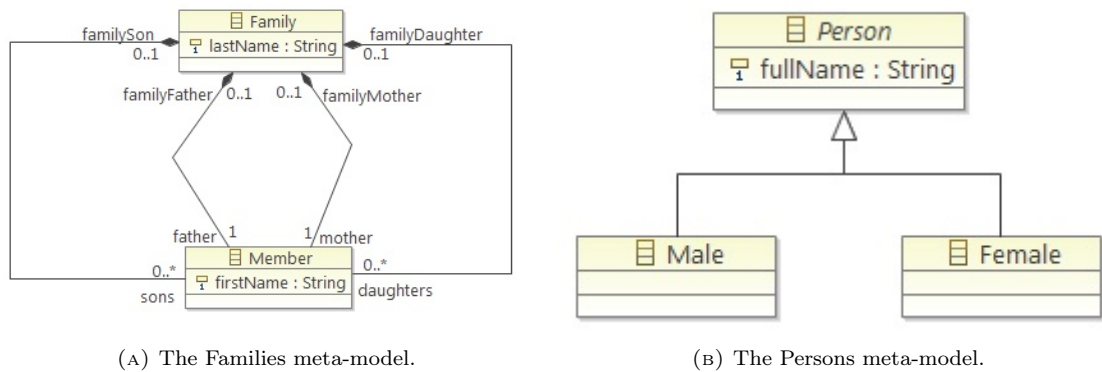 Family
familySon
familyDaughter
lastName : String
0..1
0..1
familyFather
0..1
0..1
familyMother
father
1
1
mother
Member
0..*
0..*
firstName : String
sons
daughters
(A) The Families meta-model.
Person
fullName : String
Male
Female
(B) The Persons meta-model.